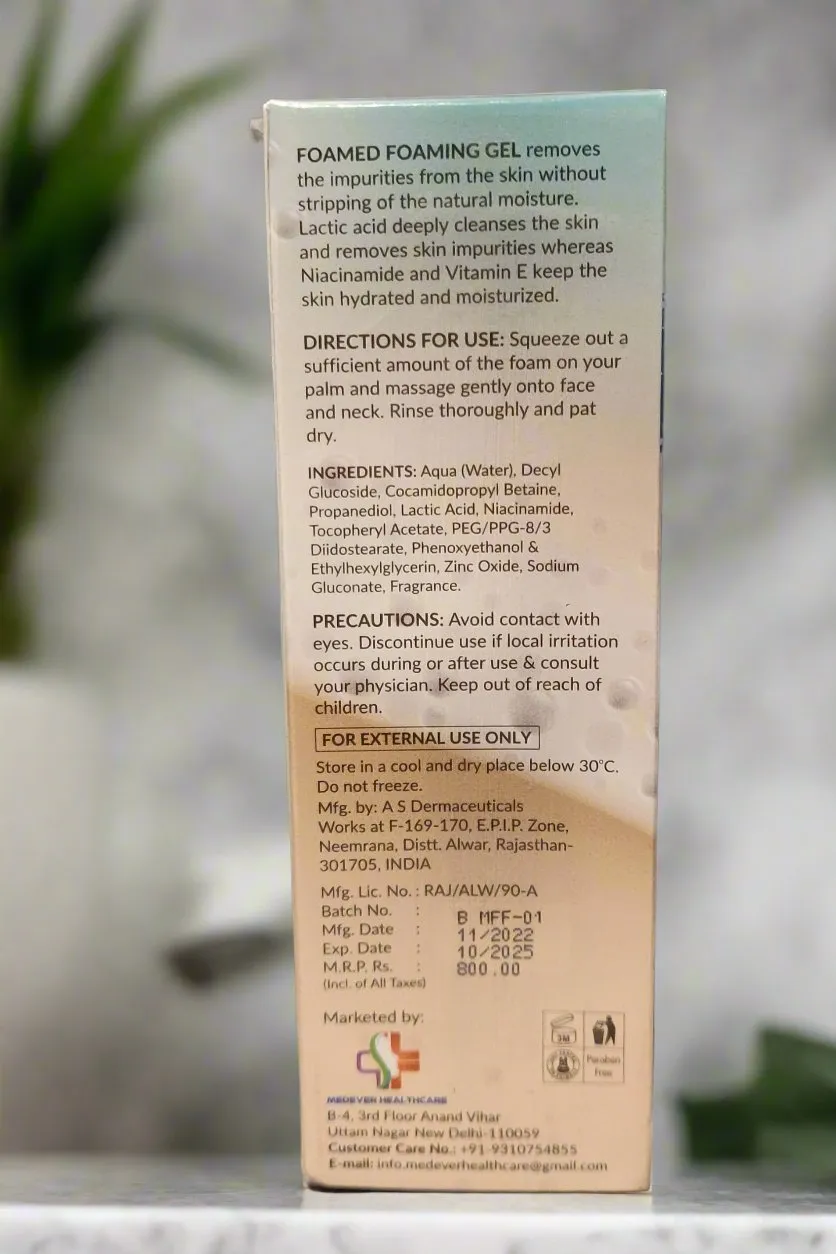 FOAMED FOAMING GEL removes
the impurities from the skin without
stripping of the natural moisture.
Lactic acid deeply cleanses the skin
and removes skin impurities whereas
Niacinamide and Vitamin E keep the
skin hydrated and moisturized.
DIRECTIONS FOR USE: Squeeze out a
sufficient amount of the foam on your
palm and massage gently onto face
and neck. Rinse thoroughly and pat
dry.
INGREDIENTS: Aqua (Water), Decyl
Glucoside, Cocamidopropyl Betaine,
Propanediol, Lactic Acid, Niacinamide,
Tocopheryl Acetate, PEG/PPG-8/3
Diidostearate, Phenoxyethanol &
Ethylhexylglycerin, Zinc Oxide, Sodium
Gluconate, Fragrance.
PRECAUTIONS: Avoid contact with
eyes. Discontinue use if local irritation
occurs during or after use & consult
your physician. Keep out of reach of
children.
FOR EXTERNAL USE ONLY
Store in a cool and dry place below 30°C.
Do not freeze.
Mfg. by: A S Dermaceuticals
Works at F-169-170, E.P.I.P. Zone,
Neemrana, Distt. Alwar, Rajasthan-
301705, INDIA
Mfg. Lic. No. : RAJ/ALW/90-A
Batch No. : B MFF-01
Mfg. Date : 11/2022
Exp. Date : 10/2025
M.R.P. Rs. : 800.00
(Incl. of All Taxes)
Marketed by:
MEDEVER HEALTHCARE
B-4, 3rd Floor Anand Vihar
Uttam Nagar New Delhi-110059
Customer Care No.: +91-9310754855
E-mail: info.medeverhealthcare@gmail.com
Paraben
Free